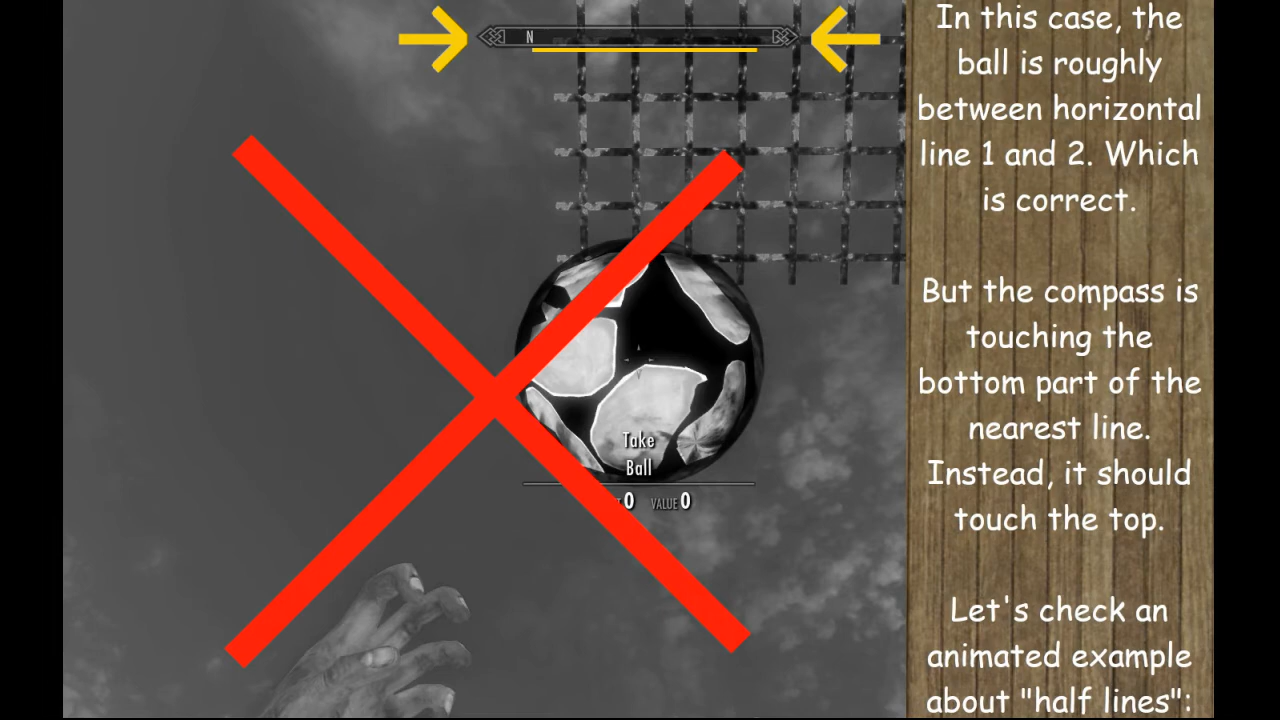 N
Take
Ball
0 VALUE 0
In this case, the
ball is roughly
between horizontal
line 1 and 2. Which
is correct.
But the compass is
touching the
bottom part of the
nearest line.
Instead, it should
touch the top.
Let's check an
animated example
about "half lines":